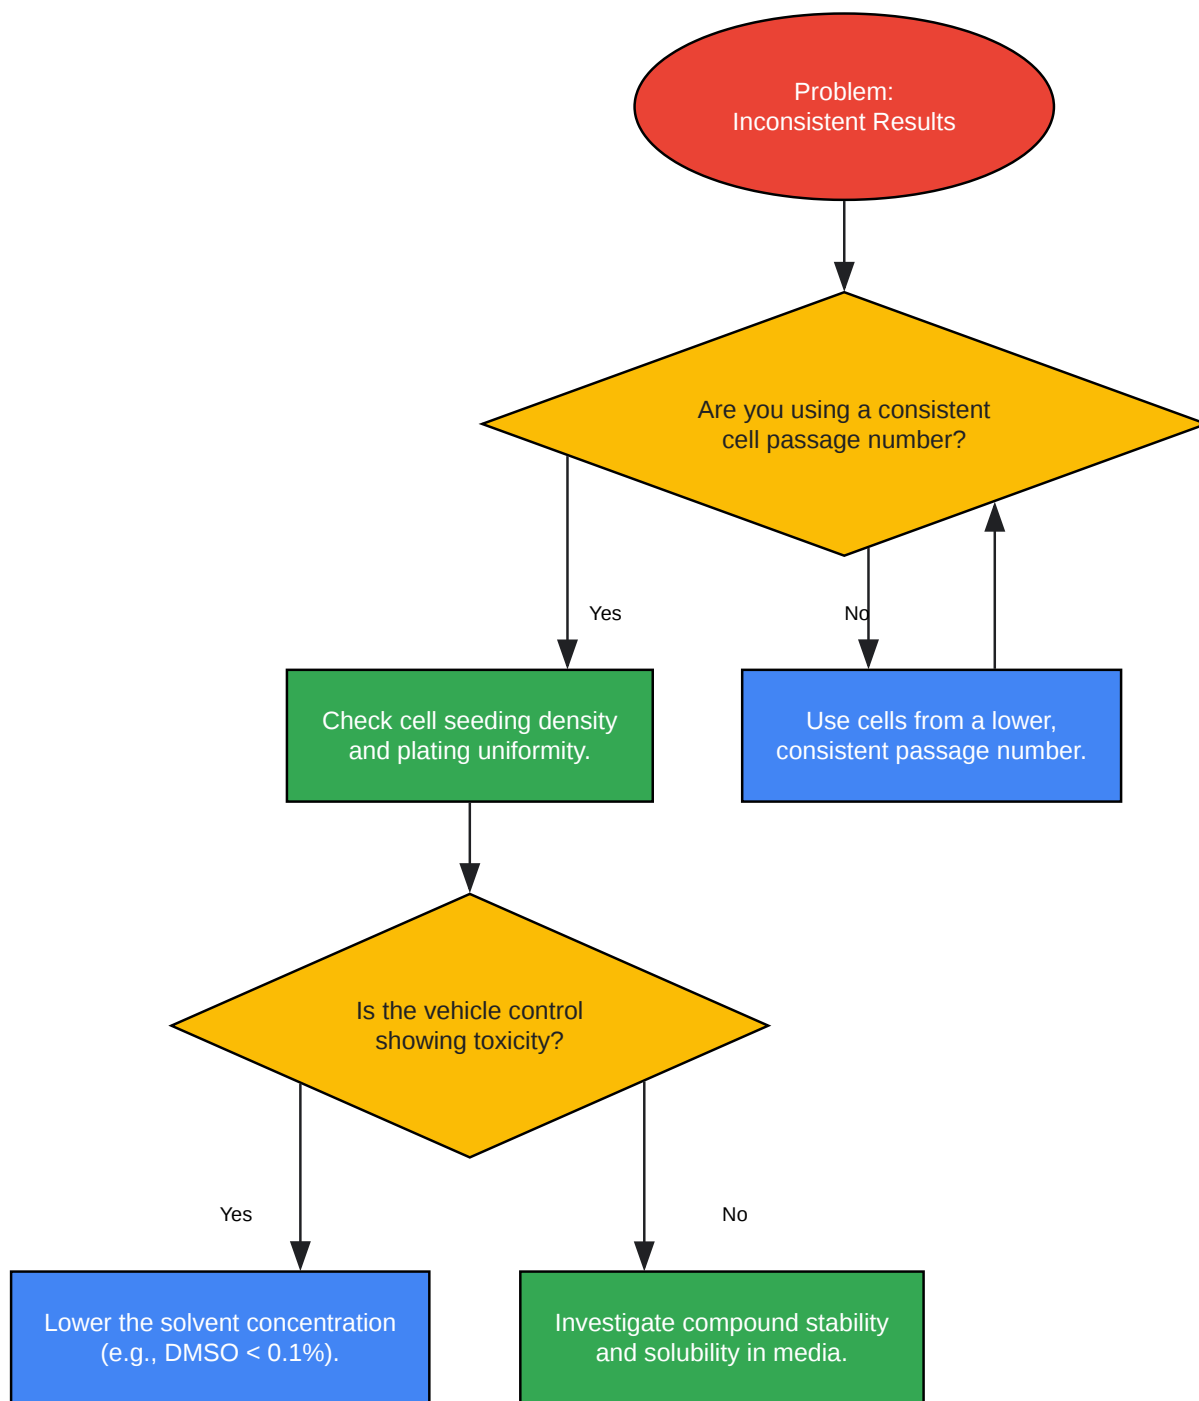 Problem:
Inconsistent Results
Are you using a consistent
cell passage number?
Yes
No
Check cell seeding density
and plating uniformity.
Use cells from a lower,
consistent passage number.
Is the vehicle control
showing toxicity?
Yes
No
Lower the solvent concentration
(e.g., DMSO < 0.1%).
Investigate compound stability
and solubility in media.